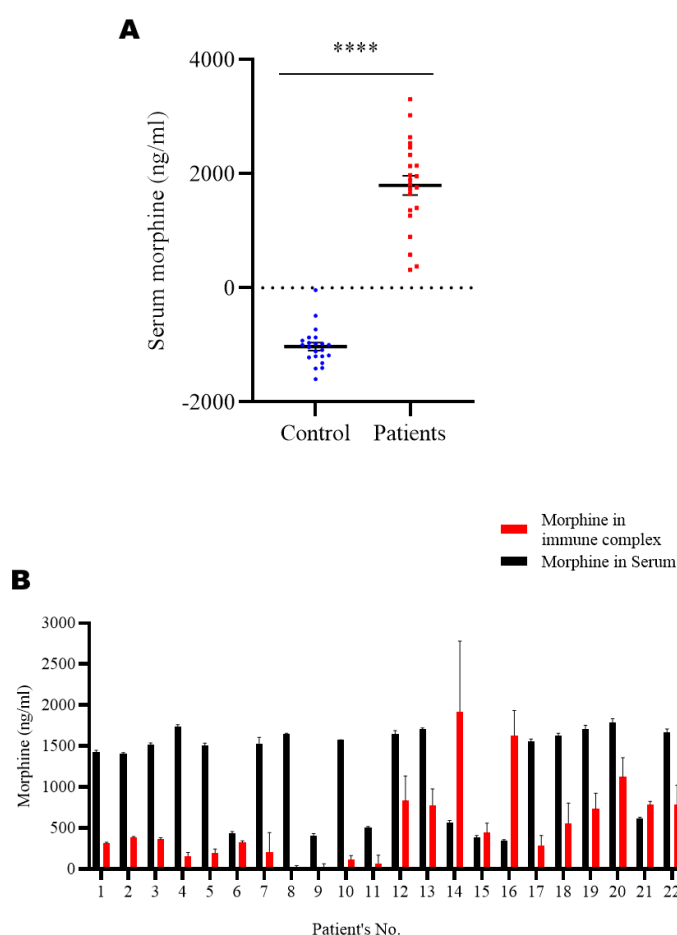 A
****
4000
2000
0
-2000
Serum morphine (ng/ml)
Control Patients
Morphine in
immune complex
Morphine in Serum
B
3000
2500
2000
1500
1000
500
0
Morphine (ng/ml)
1 2 3 4 5 6 7 8 9 10 11 12 13 14 15 16 17 18 19 20 21 22
Patient's No.